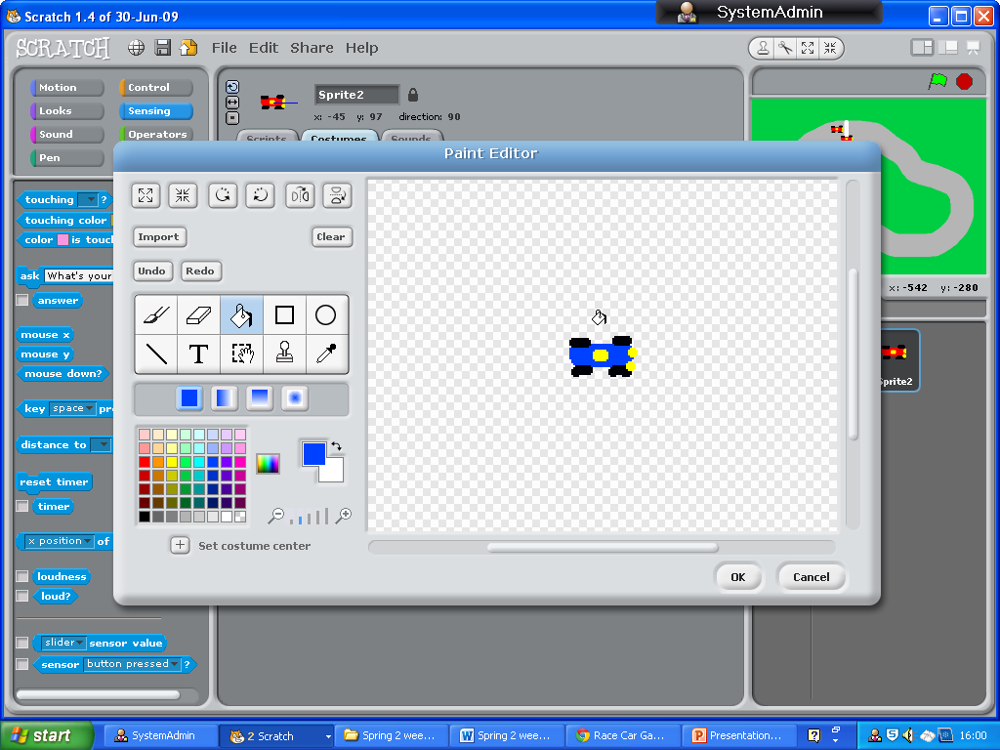 Scratch 1.4 of 30-Jun-09
SystemAdmin
SCRATCH
File Edit Share Help
Motion Control
Looks Sensing
Sound Operators
Pen
Sprite2
x: -45 y: 97 direction: 90
Scripts Costumes Sounds
Paint Editor
Import
Clear
Undo
Redo
T
Set costume center
OK
Cancel
touching ?
touching color
color is touc
ask What's your
answer
mouse x
mouse y
mouse down?
key space pre
distance to
reset timer
timer
x position of
loudness
loud?
slider sensor value
sensor button pressed ?
x: -542 y: -280
Sprite2
start
SystemAdmin
2 Scratch
Spring 2 wee...
Spring 2 wee...
Race Car Ga...
Presentation...
16:00